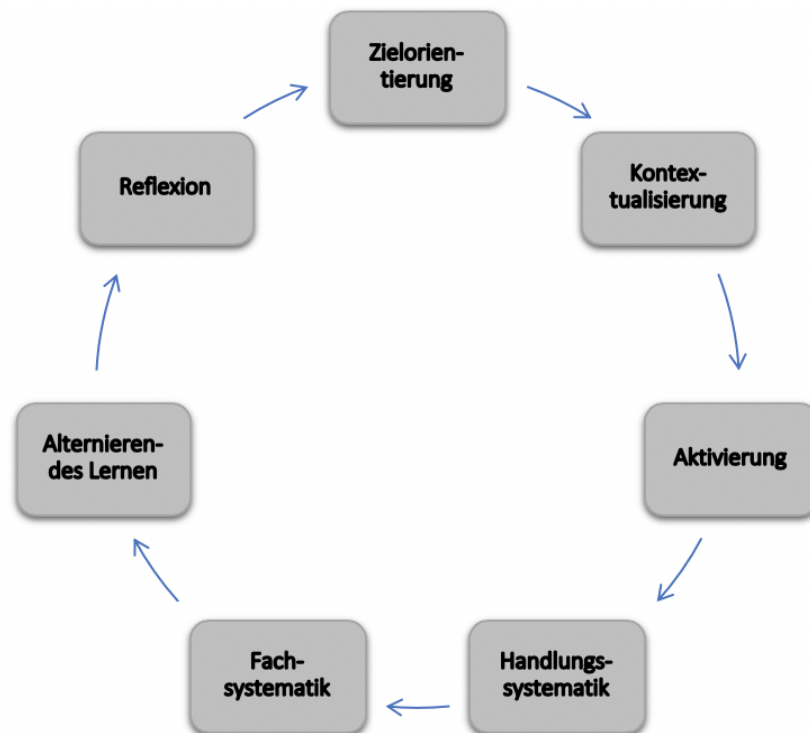 Zielorien-
tierung
Kontex-
tualisierung
Aktivierung
Handlungs-
systematik
Fach-
systematik
Alternieren-
des Lernen
Reflexion